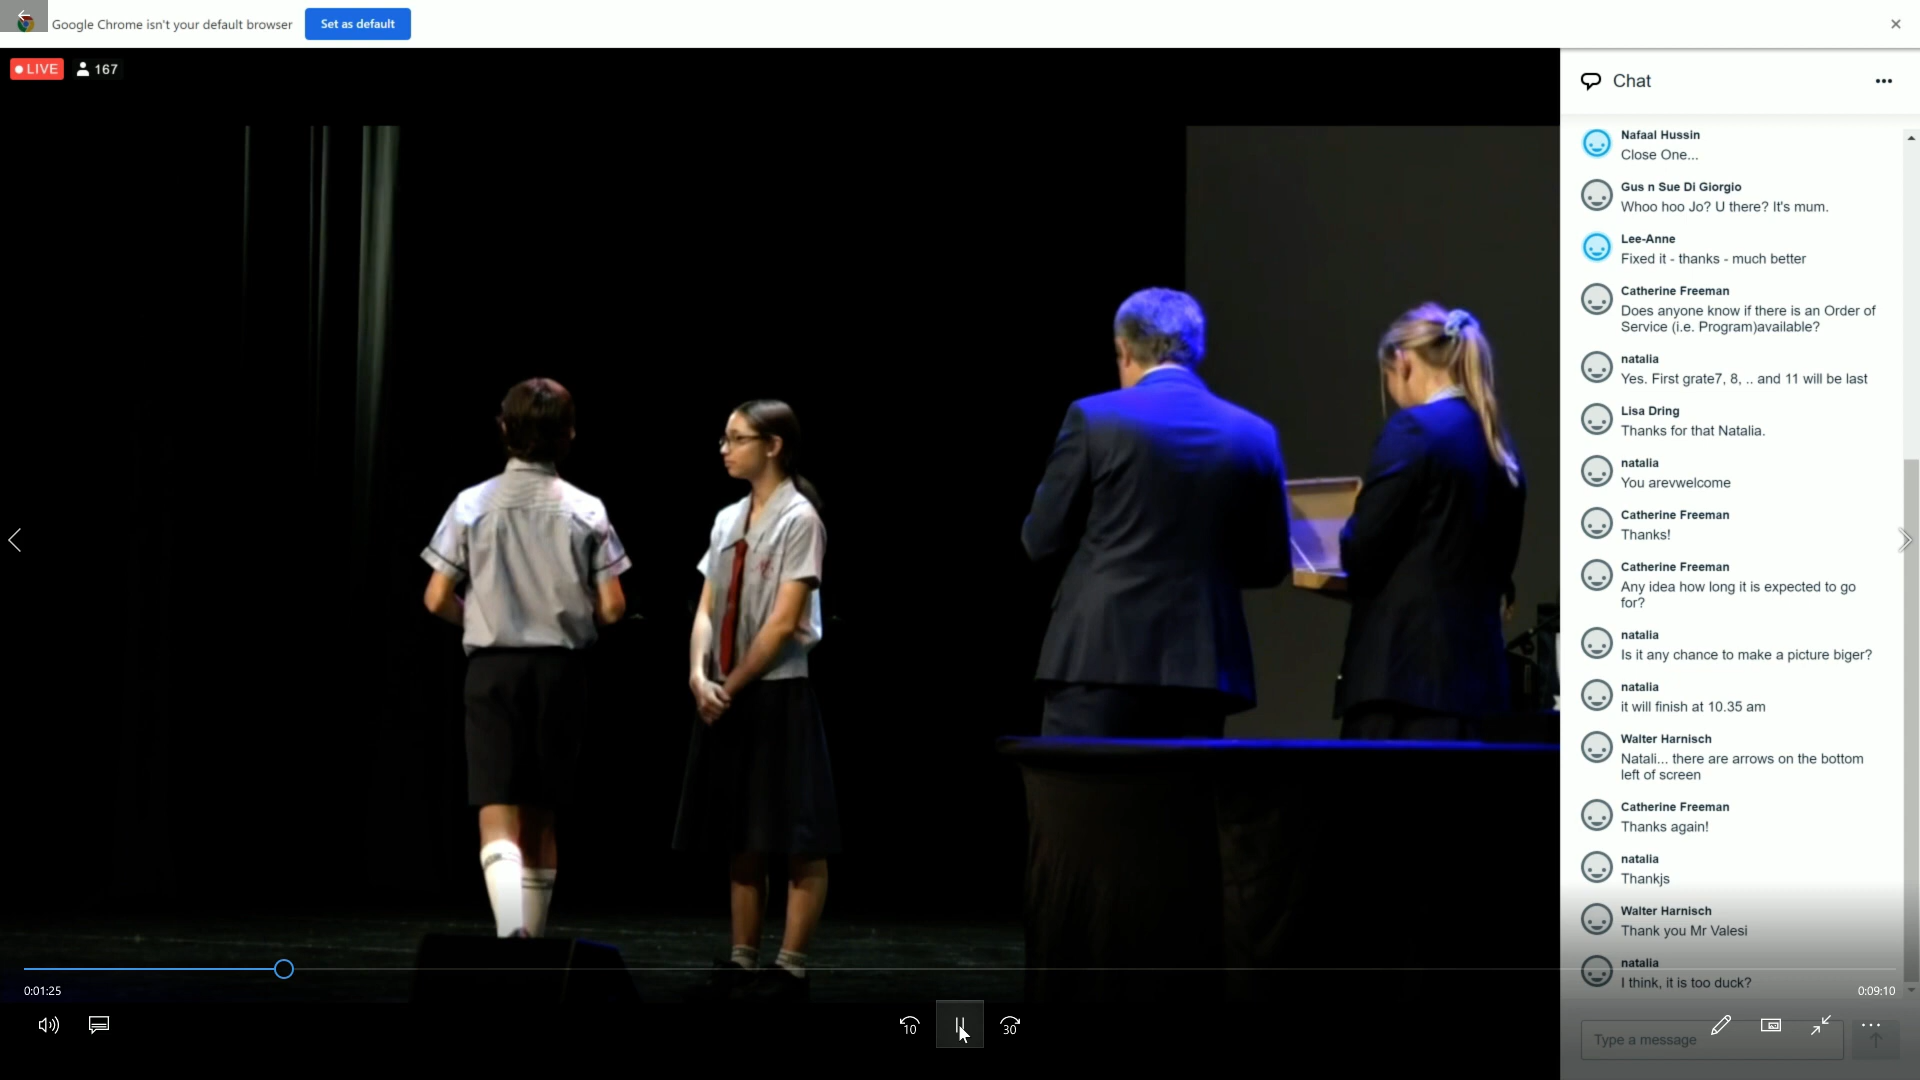 Google Chrome isn't your default browser
Set as default
LIVE
167
Chat
Nafaal Hussin
Close One...
Gus n Sue Di Giorgio
Whoo hoo Jo? U there? It's mum.
Lee-Anne
Fixed it - thanks - much better
Catherine Freeman
Does anyone know if there is an Order of
Service (i.e. Program)available?
natalia
Yes. First grate7, 8, .. and 11 will be last
Lisa Dring
Thanks for that Natalia.
natalia
You arevwelcome
Catherine Freeman
Thanks!
Catherine Freeman
Any idea how long it is expected to go
for?
natalia
Is it any chance to make a picture biger?
natalia
it will finish at 10.35 am
Walter Harnisch
Natali... there are arrows on the bottom
left of screen
Catherine Freeman
Thanks again!
natalia
Thankjs
Walter Harnisch
Thank you Mr Valesi
natalia
I think, it is too duck?
0:01:25
0:09:10
10
30
Type a message